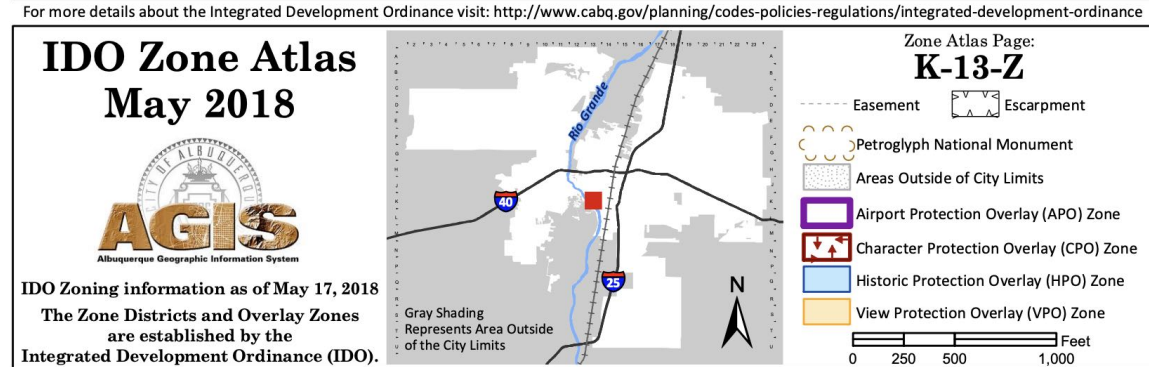 For more details about the Integrated Development Ordinance visit: http://www.cabq.gov/planning/codes-policies-regulations/integrated-development-ordinance
IDO Zone Atlas
May 2018
CITY OF ALBUQUERQUE
AGIS
Albuquerque Geographic Information System
IDO Zoning information as of May 17, 2018
The Zone Districts and Overlay Zones
are established by the
Integrated Development Ordinance (IDO).
Rio Grande
40
25
N
Gray Shading
Represents Area Outside
of the City Limits
Zone Atlas Page:
K-13-Z
Easement
Escarpment
Petroglyph National Monument
Areas Outside of City Limits
Airport Protection Overlay (APO) Zone
Character Protection Overlay (CPO) Zone
Historic Protection Overlay (HPO) Zone
View Protection Overlay (VPO) Zone
Feet
0 250 500 1,000